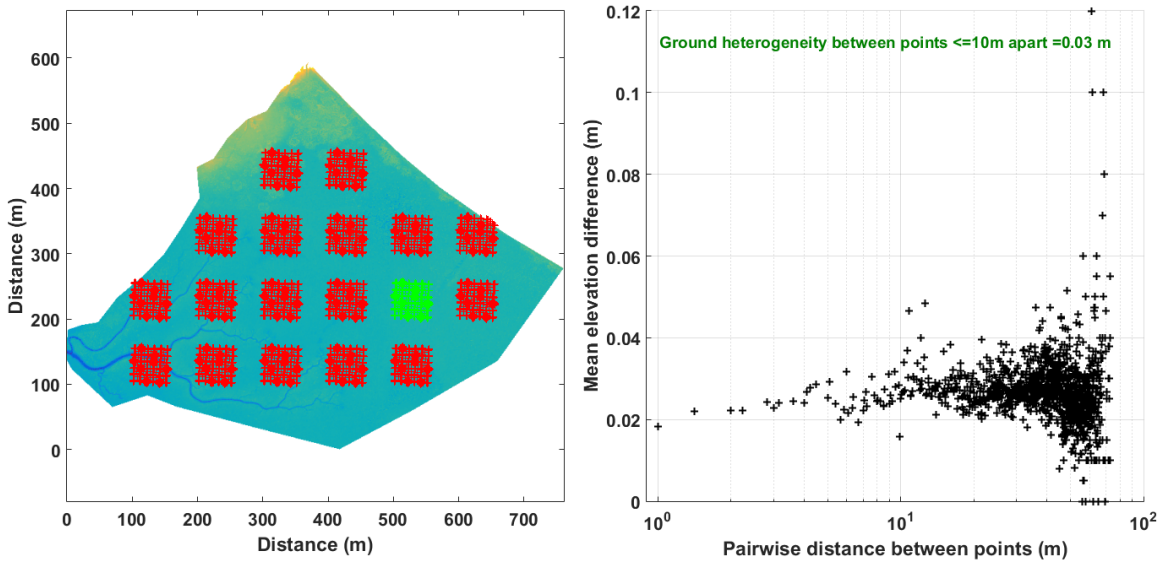 600
500
400
300
200
100
0
Distance (m)
0 100 200 300 400 500 600 700
Distance (m)
Ground heterogeneity between points <=10m apart =0.03 m
0.12
0.1
0.08
0.06
0.04
0.02
0
Mean elevation difference (m)
10^0 10^1 10^2
Pairwise distance between points (m)